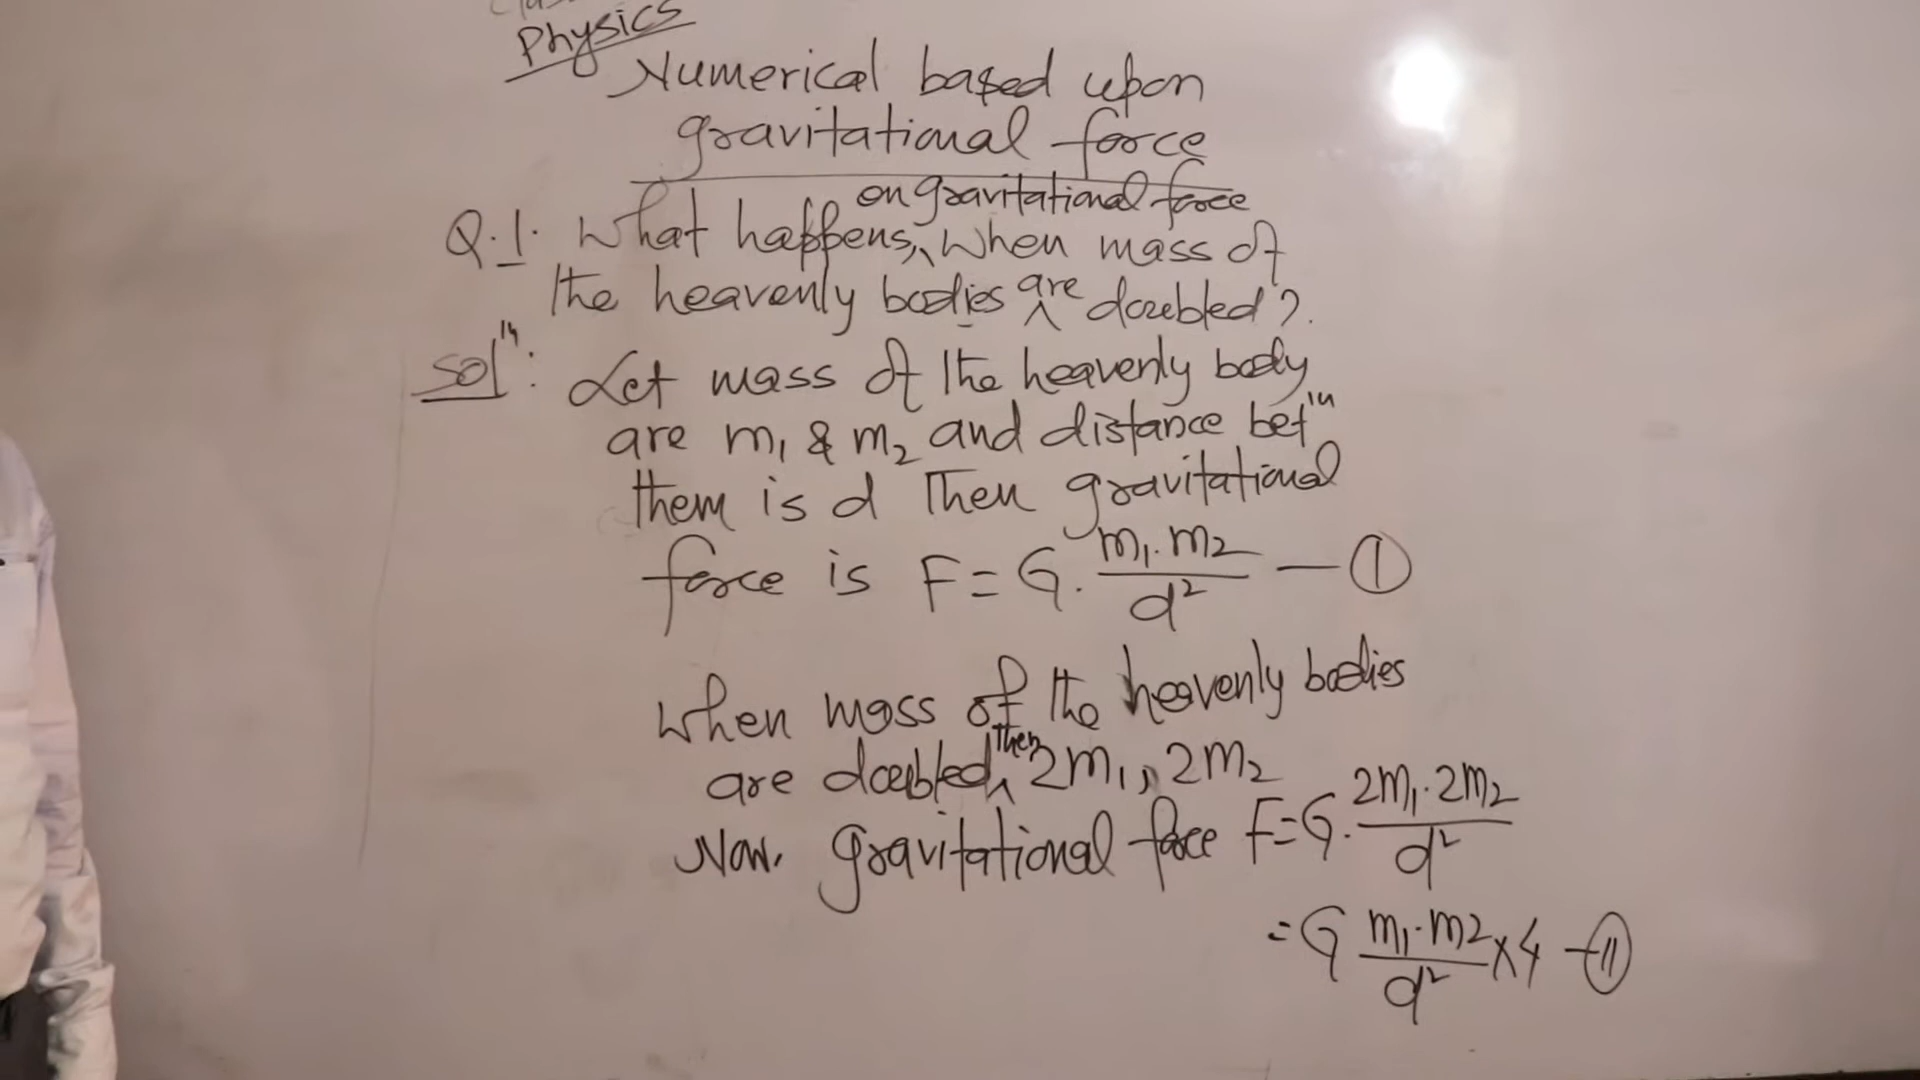 Physics
Numerical based upon
gravitational force
on gravitational force
Q.1. What happens, when mass of
the heavenly bodies are doubled?
Solⁿ: Let mass of the heavenly body
are m₁ & m₂ and distance betⁿ
them is d Then gravitational
force is F = G. m₁. m₂ / d² — ①
When mass of the heavenly bodies
are doubled, then 2m₁, 2m₂
Now. gravitational force F = G. 2m₁. 2m₂ / d²
= G m₁. m₂ / d² × 4 — ⑪